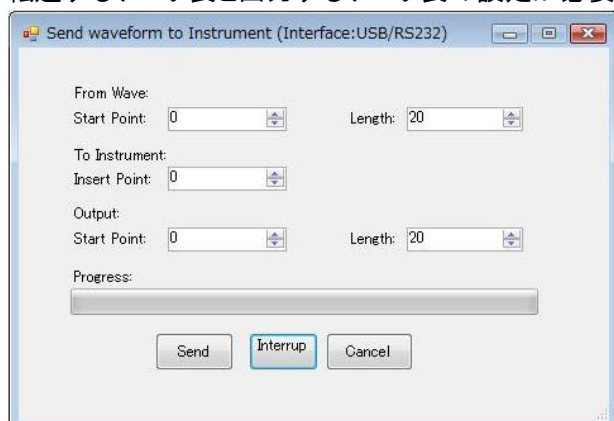 Send waveform to Instrument (Interface:USB/RS232)
From Wave:
Start Point: 0 Length: 20
To Instrument:
Insert Point: 0
Output:
Start Point: 0 Length: 20
Progress:
Send Interrup Cancel